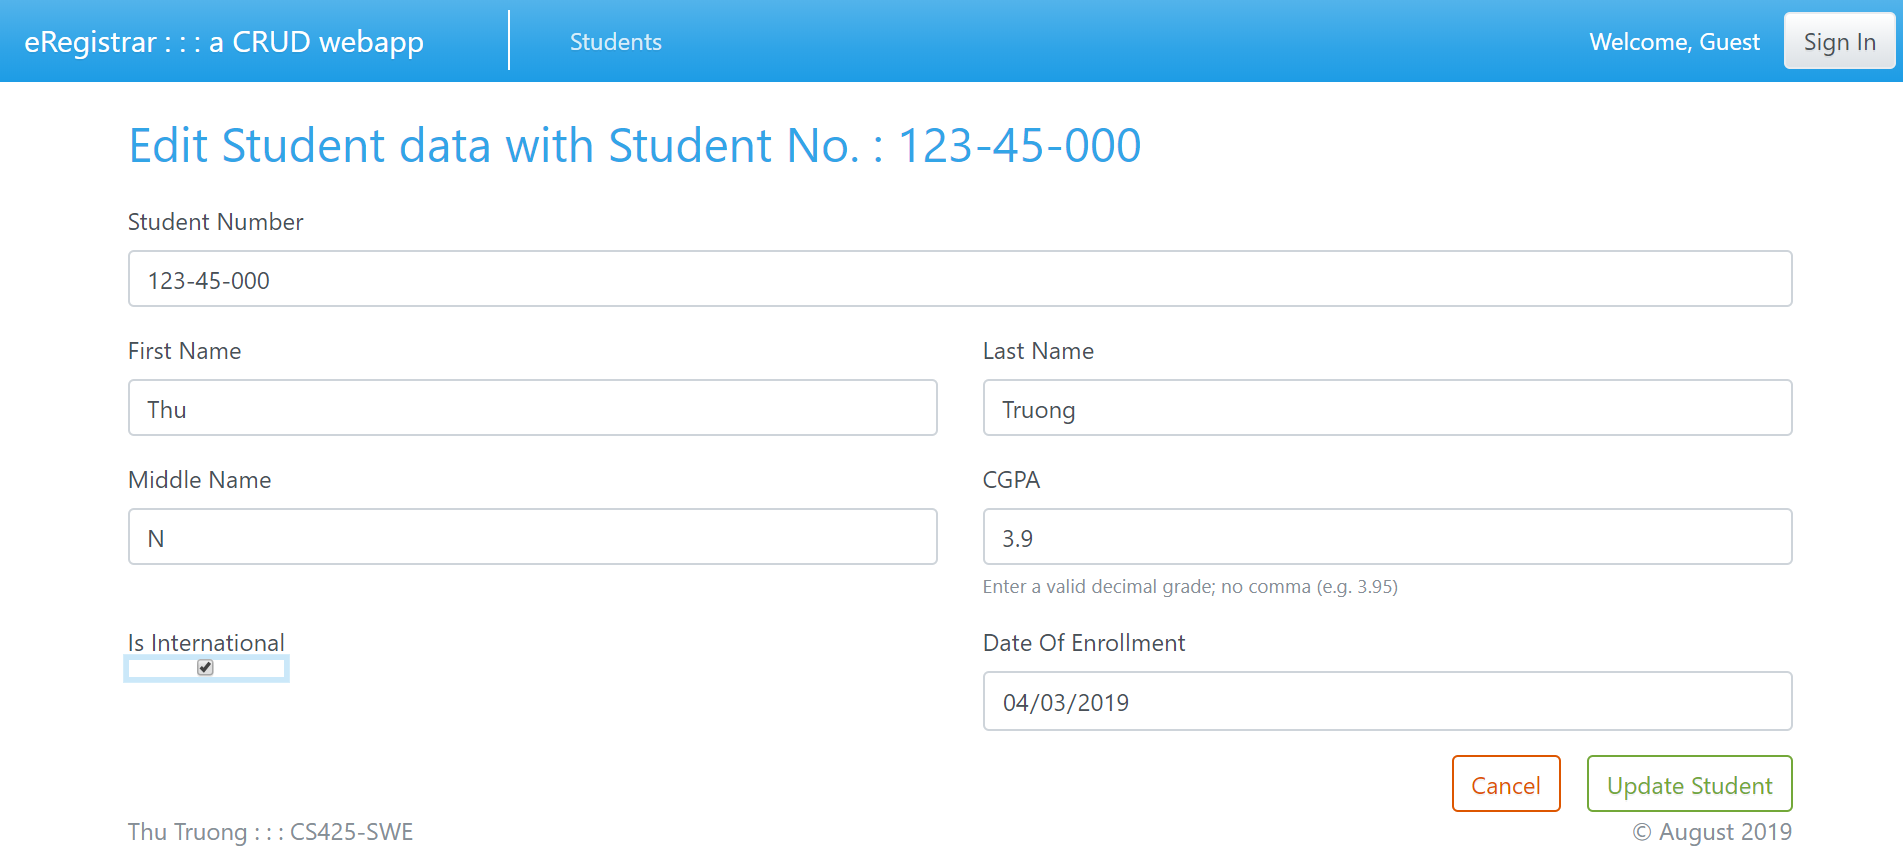 eRegistrar : : : a CRUD webapp
Students
Welcome, Guest
Sign In
Edit Student data with Student No. : 123-45-000
Student Number
123-45-000
First Name
Last Name
Thu
Truong
Middle Name
CGPA
N
3.9
Enter a valid decimal grade; no comma (e.g. 3.95)
Is International
Date Of Enrollment
04/03/2019
Cancel
Update Student
Thu Truong : : : CS425-SWE
© August 2019